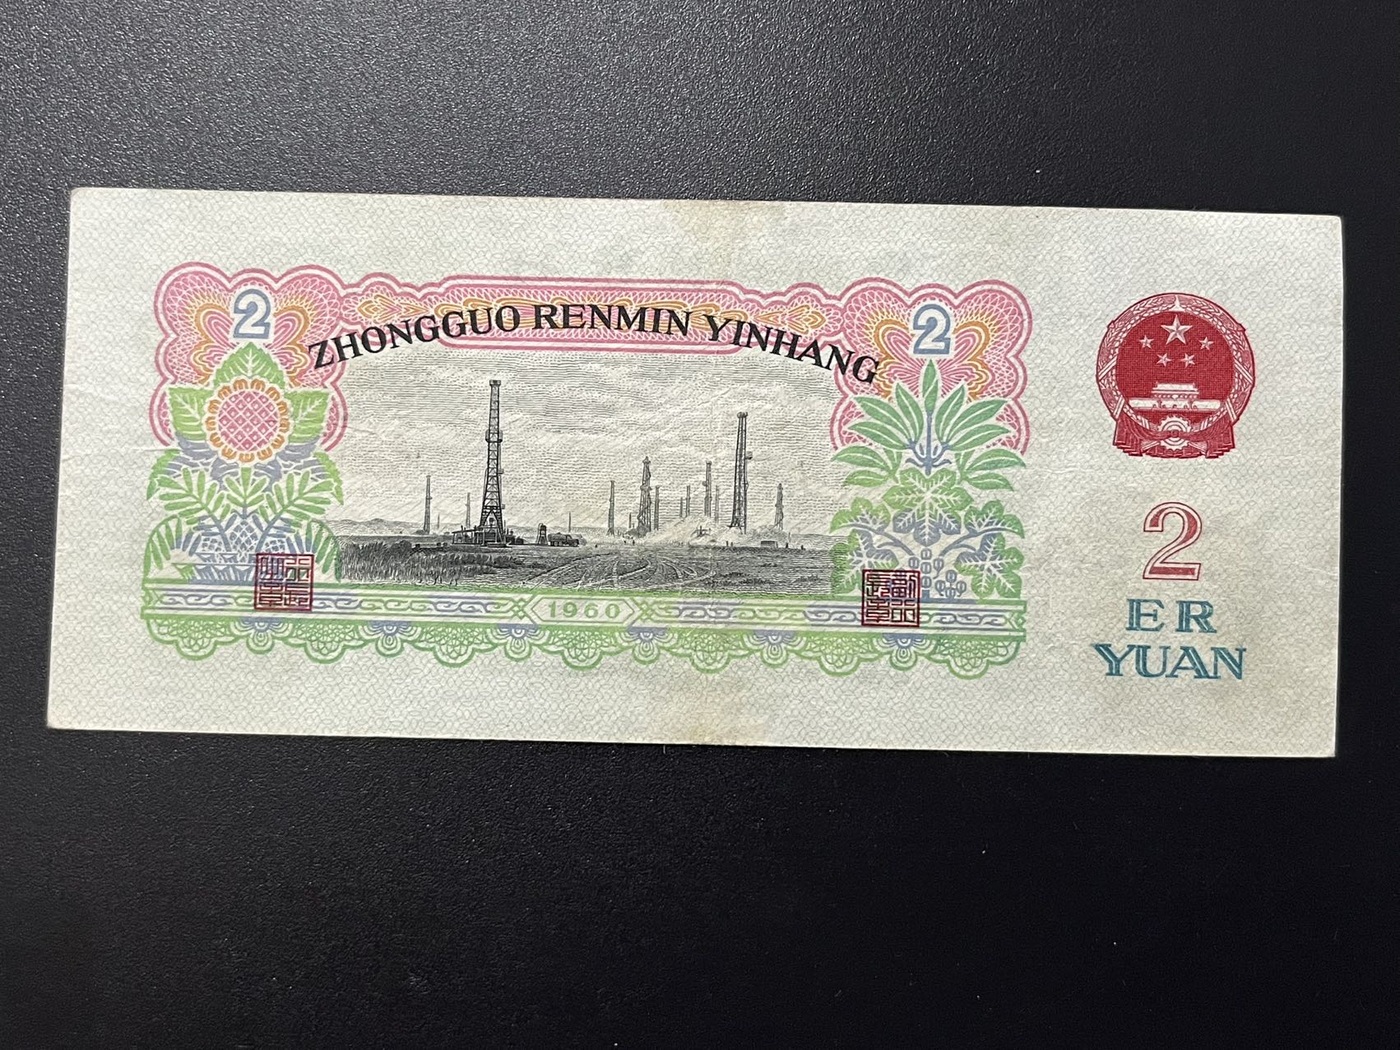 2
2
ZHONGGUO RENMIN YINHANG
1960
2
ER
YUAN